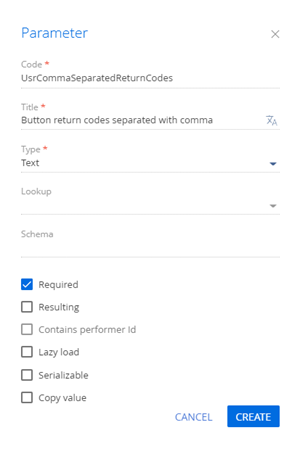 Parameter
Code *
UsrCommaSeparatedReturnCodes
Title *
Button return codes separated with comma
Type *
Text
Lookup
Schema
Required
Resulting
Contains performer Id
Lazy load
Serializable
Copy value
CANCEL CREATE